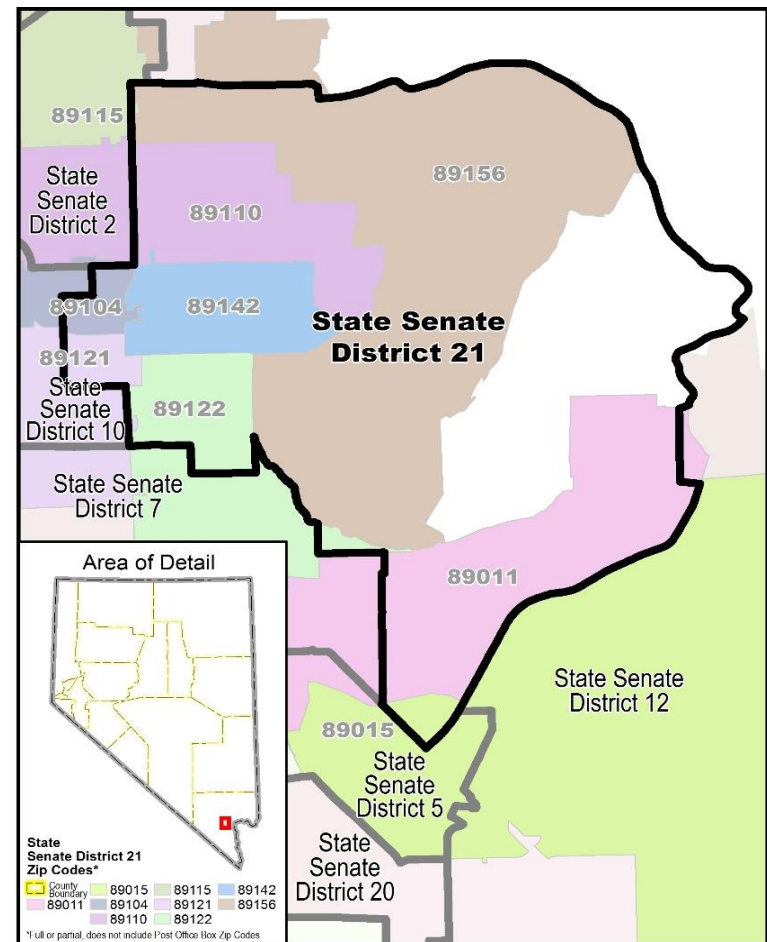 89115
State
Senate
District 2
89156
89110
89104
89142
State Senate
District 21
89121
State
Senate
District 10
89122
State Senate
District 7
Area of Detail
89011
State Senate
District 12
89015
State
Senate
District 5
State
Senate
District 20
State
Senate District 21
Zip Codes*
County
Boundary
89015
89115
89142
89011
89104
89121
89156
89110
89122
*Full or partial, does not include Post Office Box Zip Codes